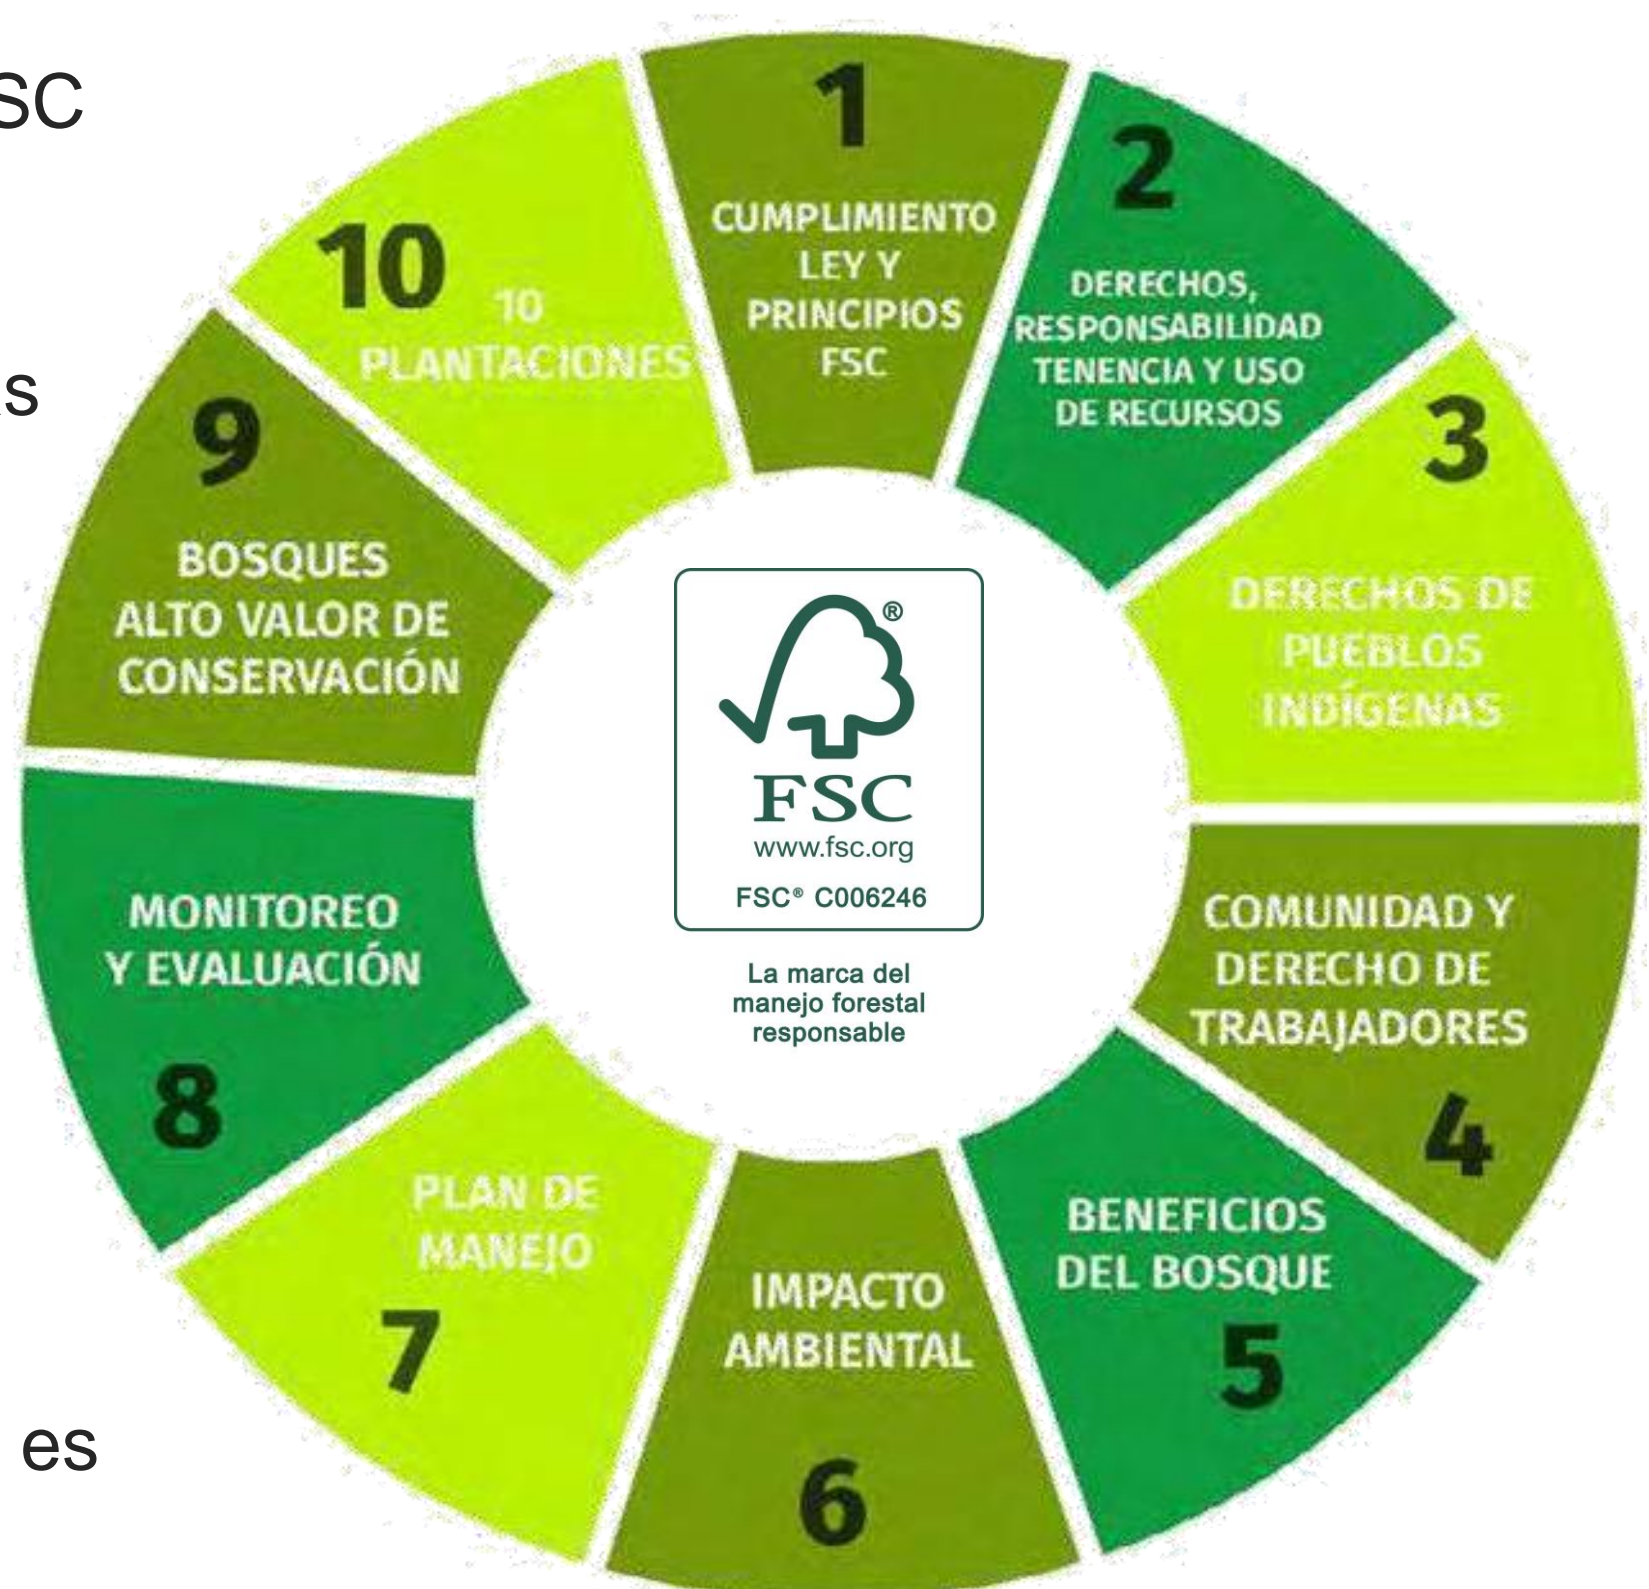 SC
s
es
1
CUMPLIMIENTO
LEY Y
PRINCIPIOS
FSC
2
DERECHOS,
RESPONSABILIDAD
TENENCIA Y USO
DE RECURSOS
3
DERECHOS DE
PUEBLOS
INDÍGENAS
COMUNIDAD Y
DERECHO DE
TRABAJADORES
4
BENEFICIOS
DEL BOSQUE
5
IMPACTO
AMBIENTAL
6
PLAN DE
MANEJO
7
MONITOREO
Y EVALUACIÓN
8
9
BOSQUES
ALTO VALOR DE
CONSERVACIÓN
10
10
PLANTACIONES
®
FSC
www.fsc.org
FSC® C006246
La marca del
manejo forestal
responsable